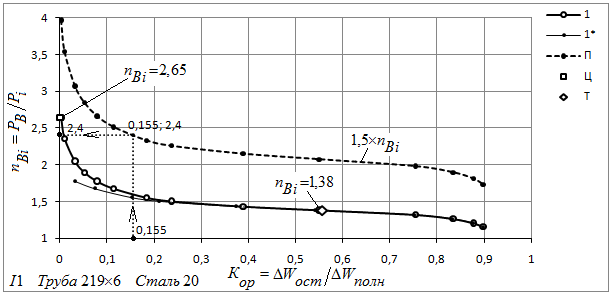 4
1
1*
П
Ц
Т
3,5
3
n_Bi=2,65
2,5
2,4
0,155; 2,4
1,5×n_Bi
n_Bi = P_B/P_i
2
n_Bi=1,38
1,5
0,155
1
0 0,1 0,2 0,3 0,4 0,5 0,6 0,7 0,8 0,9 1
I1 Труба 219×6 Сталь 20 K_op = ΔW_ост/ΔW_полн